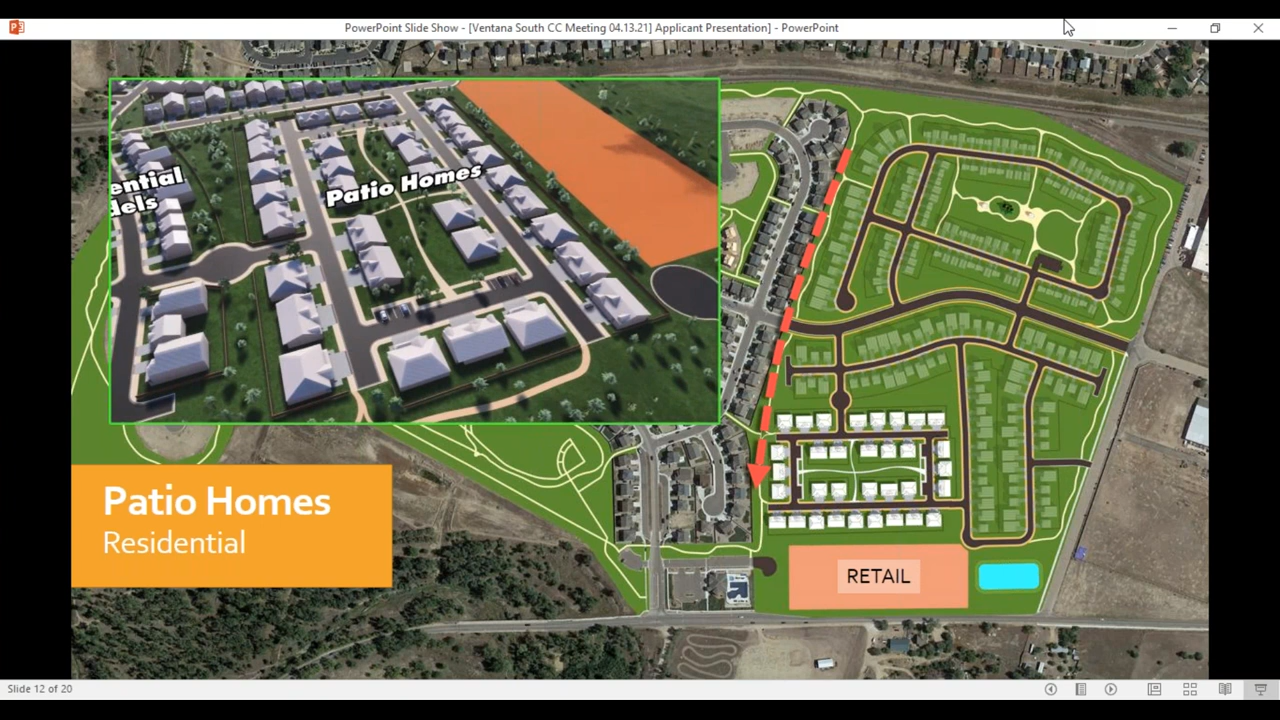 PowerPoint Slide Show - [Ventana South CC Meeting 04.13.21] Applicant Presentation] - PowerPoint
ential
dels
Patio Homes
Patio Homes
Residential
RETAIL
Slide 12 of 20